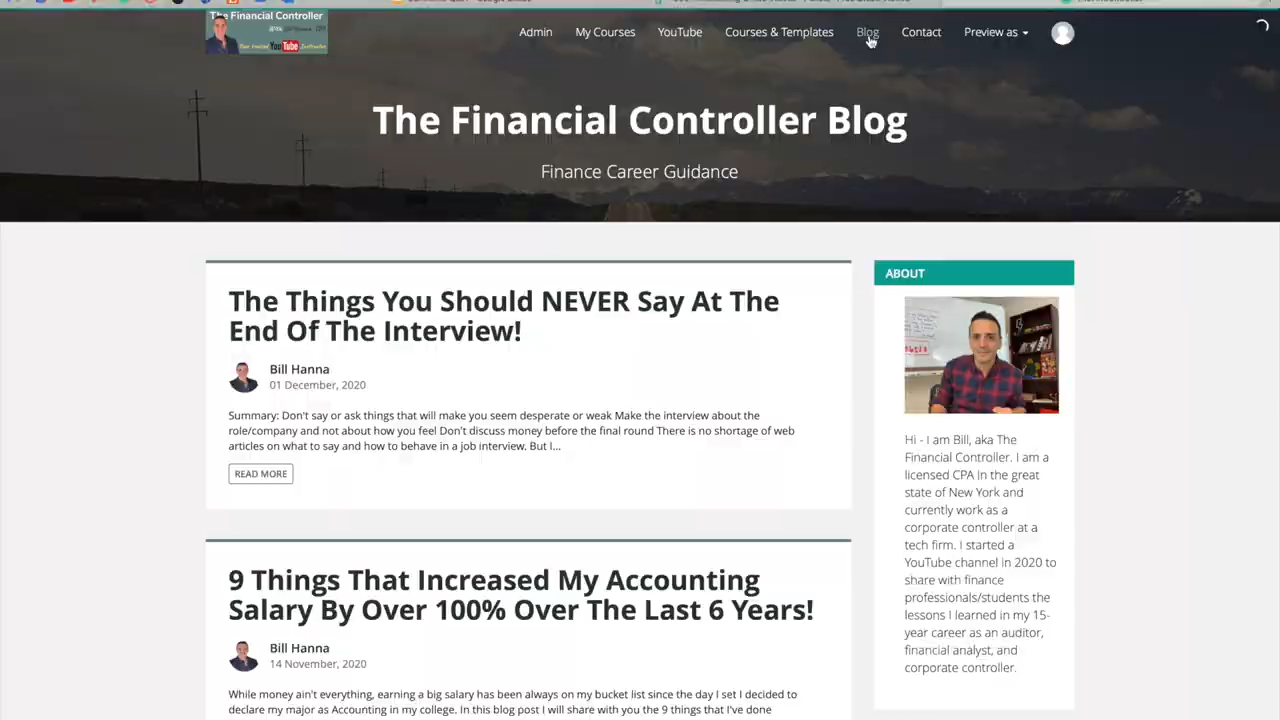 The Financial Controller
YouTube
Admin
My Courses
YouTube
Courses & Templates
Blog
Contact
Preview as
The Financial Controller Blog
Finance Career Guidance
The Things You Should NEVER Say At The
End Of The Interview!
Bill Hanna
01 December, 2020
Summary: Don't say or ask things that will make you seem desperate or weak Make the interview about the
role/company and not about how you feel Don't discuss money before the final round There is no shortage of web
articles on what to say and how to behave in a job interview. But I...
READ MORE
9 Things That Increased My Accounting
Salary By Over 100% Over The Last 6 Years!
Bill Hanna
14 November, 2020
While money ain't everything, earning a big salary has been always on my bucket list since the day I set I decided to
declare my major as Accounting in my college. In this blog post I will share with you the 9 things that I've done
ABOUT
Hi - I am Bill, aka The
Financial Controller. I am a
licensed CPA in the great
state of New York and
currently work as a
corporate controller at a
tech firm. I started a
YouTube channel in 2020 to
share with finance
professionals/students the
lessons I learned in my 15-
year career as an auditor,
financial analyst, and
corporate controller.